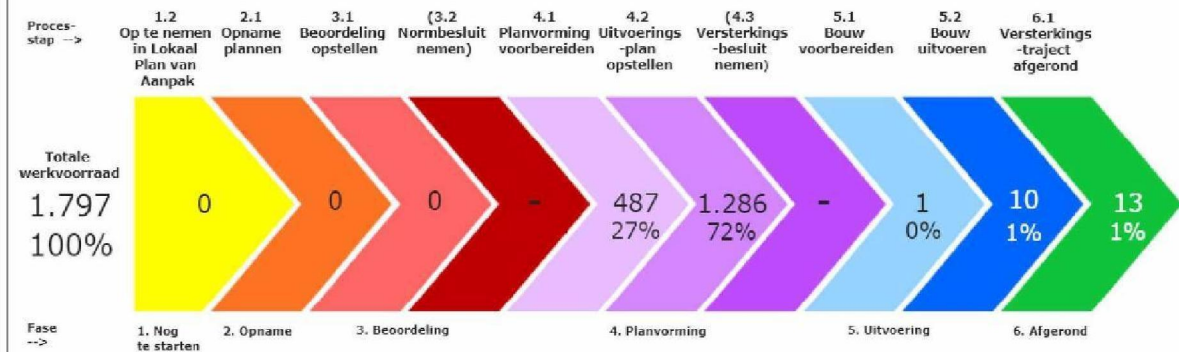 Proces-
stap -->
1.2
Op te nemen
in Lokaal
Plan van
Aanpak
2.1
Opname
plannen
3.1
Beoordeling
opstellen
(3.2
Normbesluit
nemen)
4.1
Planvorming
voorbereiden
4.2
Uitvoerings
-plan
opstellen
(4.3
Versterkings
-besluit
nemen)
5.1
Bouw
voorbereiden
5.2
Bouw
uitvoeren
6.1
Versterkings
-traject
afgerond
Totale
werkvoorraad
1.797
100%
0
0
0
-
487
27%
1.286
72%
-
1
0%
10
1%
13
1%
Fase
-->
1. Nog
te starten
2. Opname
3. Beoordeling
4. Planvorming
5. Uitvoering
6. Afgerond